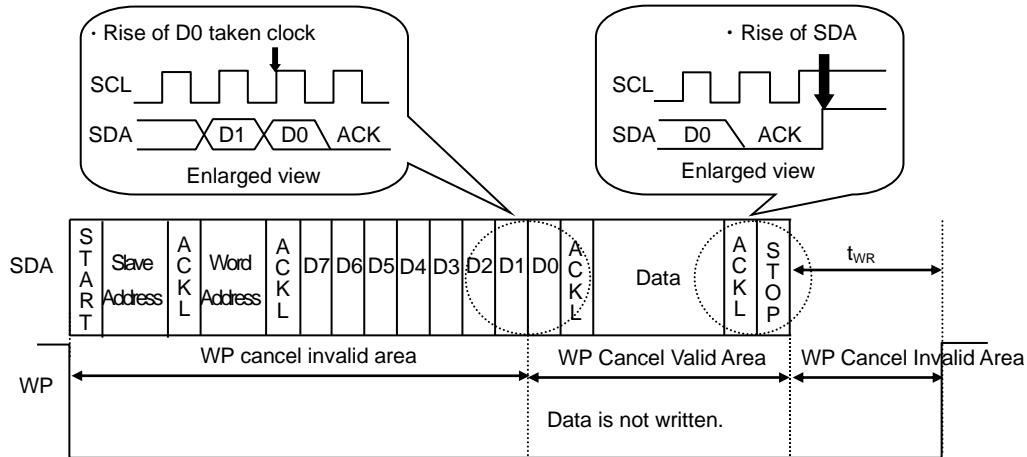 ・Rise of D0 taken clock
SCL
SDA D1 D0 ACK
Enlarged view
・Rise of SDA
SCL
SDA D0 ACK
Enlarged view
SDA START Slave Address ACKL Word Address ACKL D7 D6 D5 D4 D3 D2 D1 D0 ACKL Data ACKL STOP tWR
WP cancel invalid area WP Cancel Valid Area WP Cancel Invalid Area
WP
Data is not written.